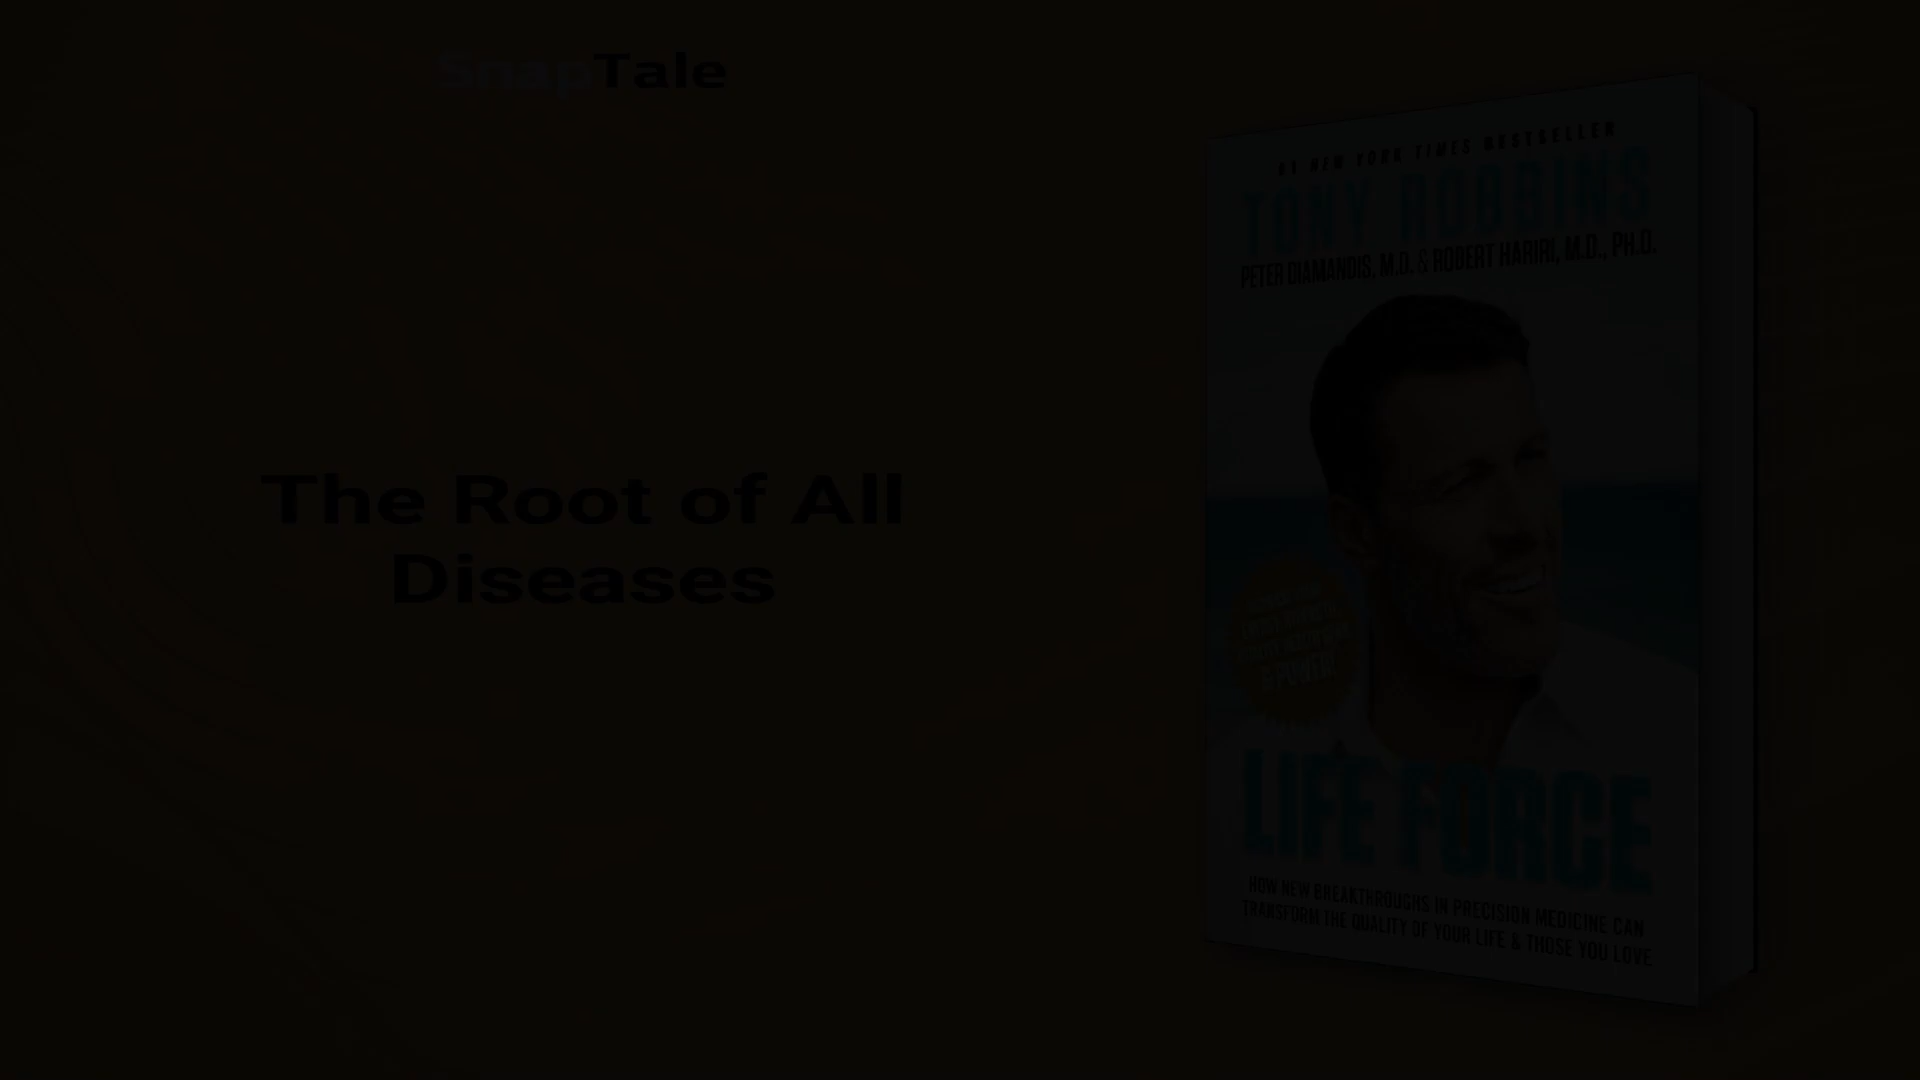 SnapTale
The Root of All
Diseases
#1 NEW YORK TIMES BESTSELLER
TONY ROBBINS
PETER DIAMANDIS, M.D. & ROBERT HARIRI, M.D., PH.D.
& POWER
LIFE FORCE
HOW NEW BREAKTHROUGHS IN PRECISION MEDICINE CAN
TRANSFORM THE QUALITY OF YOUR LIFE & THOSE YOU LOVE